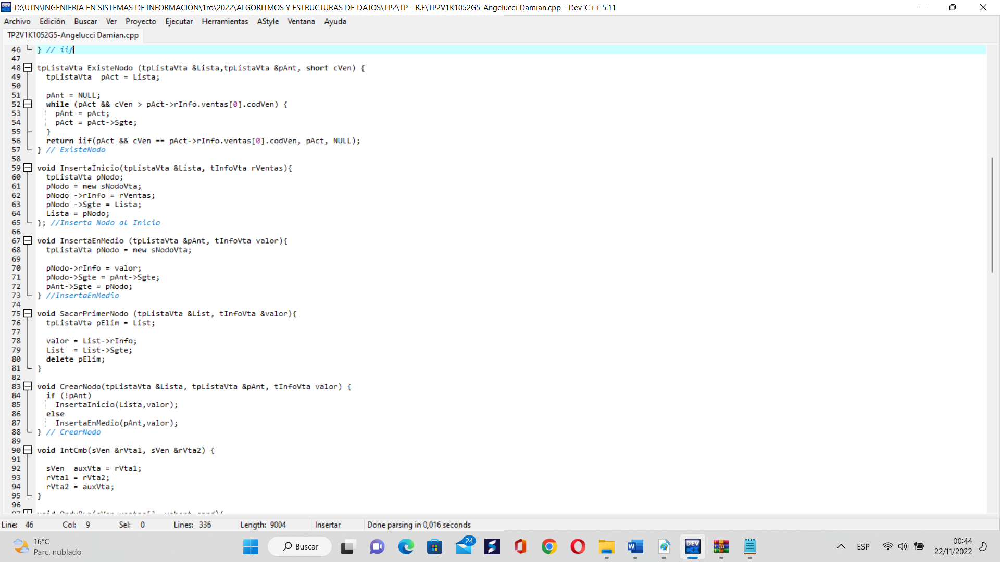 D:\UTN\INGENIERIA EN SISTEMAS DE INFORMACIÓN\1ro\2022\ALGORITMOS Y ESTRUCTURAS DE DATOS\TP2\TP - R.F\TP2V1K1052G5-Angelucci Damian.cpp - Dev-C++ 5.11
Archivo Edición Buscar Ver Proyecto Ejecutar Herramientas AStyle Ventana Ayuda
TP2V1K1052G5-Angelucci Damian.cpp
46 } // iif
47
48 tpListaVta ExisteNodo (tpListaVta &Lista,tpListaVta &pAnt, short cVen) {
49 tpListaVta  pAct = Lista;
50
51 pAnt = NULL;
52 while (pAct && cVen > pAct->rInfo.ventas[0].codVen) {
53 pAnt = pAct;
54 pAct = pAct->Sgte;
55 }
56 return iif(pAct && cVen == pAct->rInfo.ventas[0].codVen, pAct, NULL);
57 } // ExisteNodo
58
59 void InsertaInicio(tpListaVta &Lista, tInfoVta rVentas){
60 tpListaVta pNodo;
61 pNodo = new sNodoVta;
62 pNodo ->rInfo = rVentas;
63 pNodo ->Sgte = Lista;
64 Lista = pNodo;
65 }; //Inserta Nodo al Inicio
66
67 void InsertaEnMedio (tpListaVta &pAnt, tInfoVta valor){
68 tpListaVta pNodo = new sNodoVta;
69
70 pNodo->rInfo = valor;
71 pNodo->Sgte = pAnt->Sgte;
72 pAnt->Sgte = pNodo;
73 } //InsertaEnMedio
74
75 void SacarPrimerNodo (tpListaVta &List, tInfoVta &valor){
76 tpListaVta pElim = List;
77
78 valor = List->rInfo;
79 List  = List->Sgte;
80 delete pElim;
81 }
82
83 void CrearNodo(tpListaVta &Lista, tpListaVta &pAnt, tInfoVta valor) {
84 if (!pAnt)
85 InsertaInicio(Lista,valor);
86 else
87 InsertaEnMedio(pAnt,valor);
88 } // CrearNodo
89
90 void IntCmb(sVen &rVta1, sVen &rVta2) {
91
92 sVen  auxVta = rVta1;
93 rVta1 = rVta2;
94 rVta2 = auxVta;
95 }
96
Line: 46 Col: 9 Sel: 0 Lines: 336 Length: 9004 Insertar Done parsing in 0,016 seconds
16°C
Parc. nublado
Buscar
24
DEV
ESP
00:44
22/11/2022